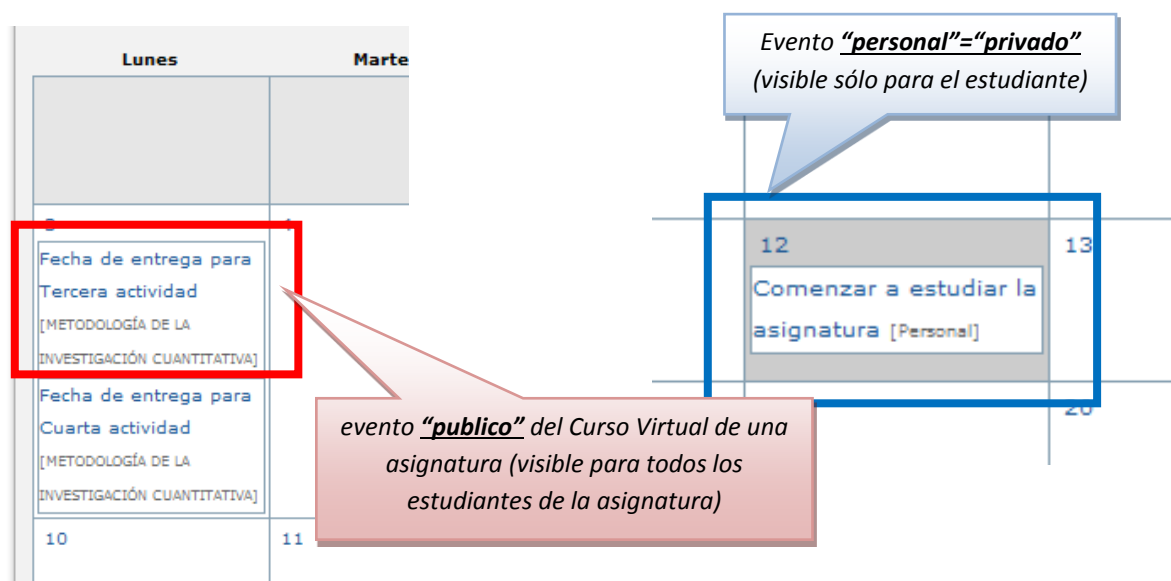 Lunes
Marte
Fecha de entrega para
Tercera actividad
[METODOLOGÍA DE LA
INVESTIGACIÓN CUANTITATIVA]
Fecha de entrega para
Cuarta actividad
[METODOLOGÍA DE LA
INVESTIGACIÓN CUANTITATIVA]
10
11
evento “publico” del Curso Virtual de una
asignatura (visible para todos los
estudiantes de la asignatura)
Evento “personal”=“privado”
(visible sólo para el estudiante)
12
13
Comenzar a estudiar la
asignatura [Personal]
20